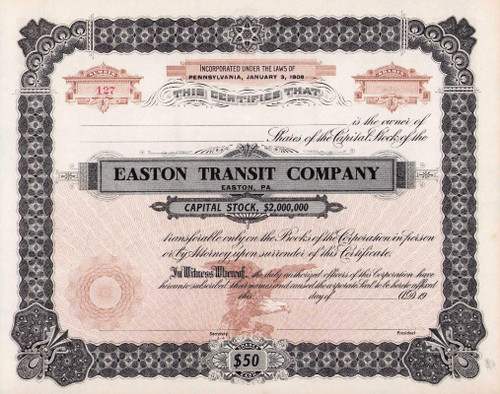 INCORPORATED UNDER THE LAWS OF
PENNSYLVANIA, JANUARY 3, 1906
NUMBER
127
SHARES
THIS CERTIFIES THAT
is the owner of
Shares of the Capital Stock of the
EASTON TRANSIT COMPANY
EASTON, PA.
CAPITAL STOCK, $2,000,000
transferable only on the Books of the Corporation in person
or by Attorney upon surrender of this Certificate.
In Witness Whereof, the duly authorized officers of this Corporation have
hereunto subscribed their names and caused the corporate Seal to be hereto affixed
this day of A.D. 19
Secretary President
$50